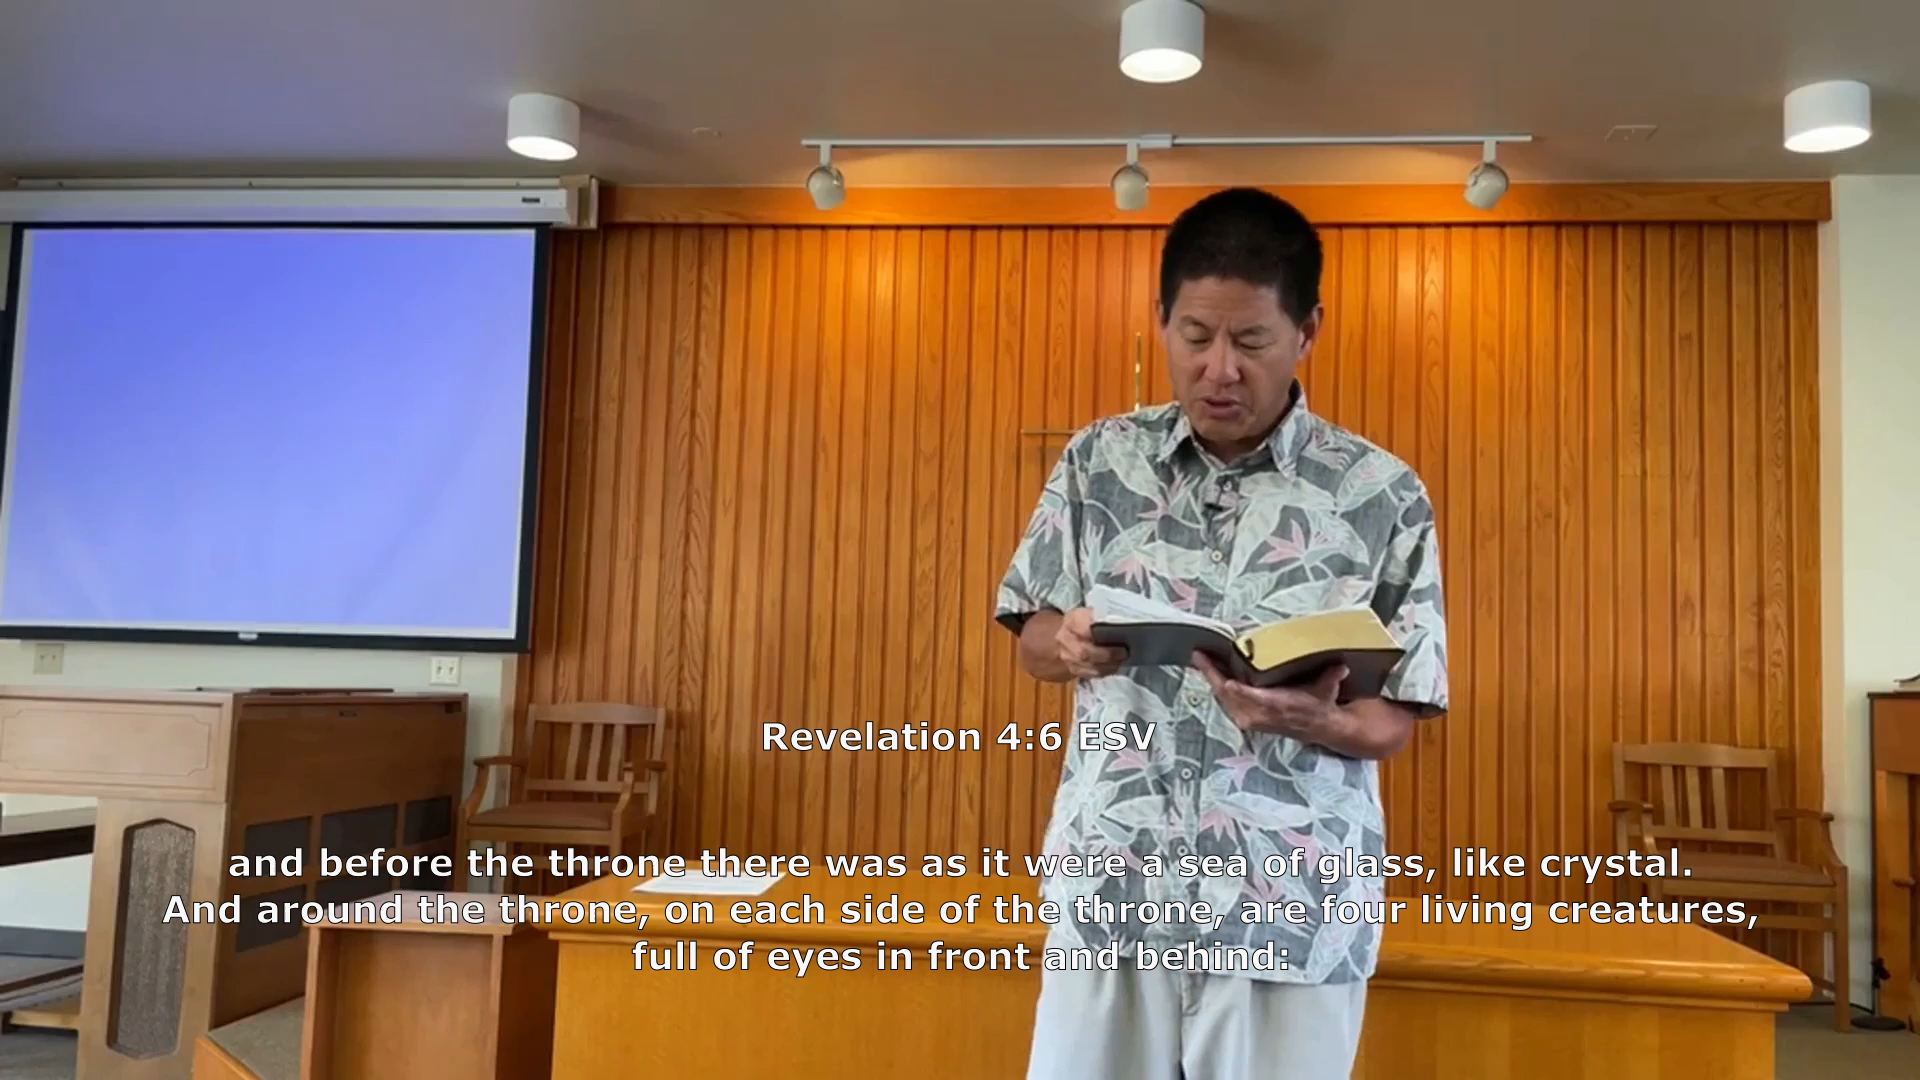 Revelation 4:6 ESV
and before the throne there was as it were a sea of glass, like crystal.
And around the throne, on each side of the throne, are four living creatures,
full of eyes in front and behind: